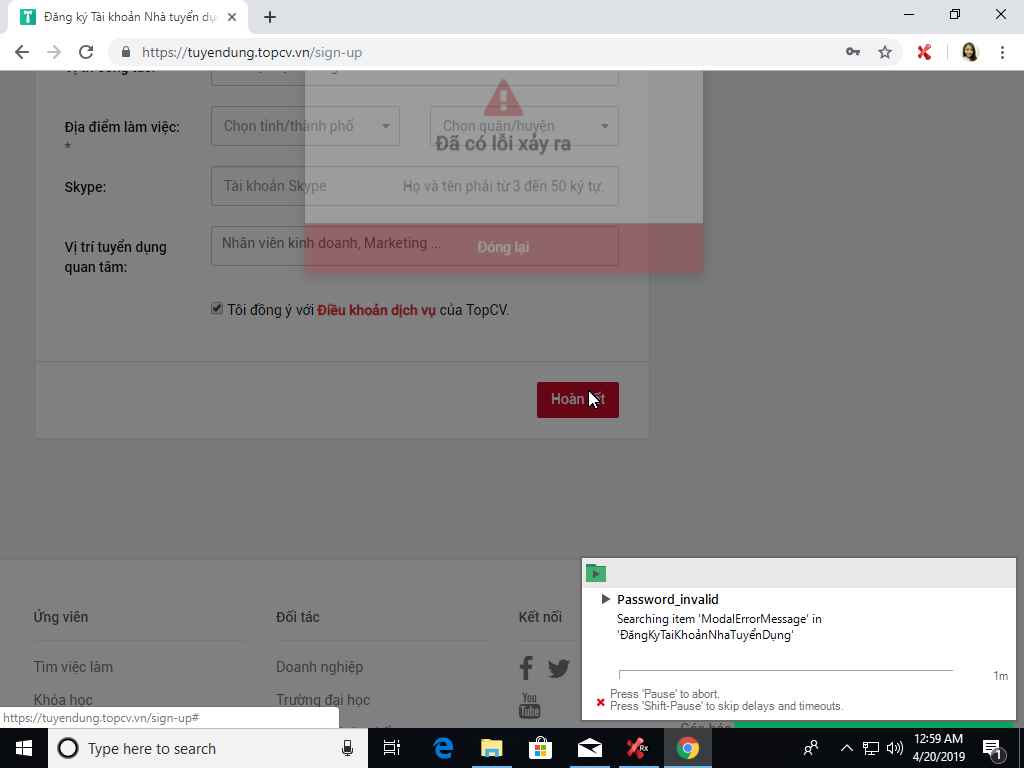 Đăng ký Tài khoản Nhà tuyển dụ
https://tuyendung.topcv.vn/sign-up
Địa điểm làm việc:
*
Chọn tỉnh/thành phố
Chọn quận/huyện
Đã có lỗi xảy ra
Skype:
Tài khoản Skype
Họ và tên phải từ 3 đến 50 ký tự.
Vị trí tuyển dụng
quan tâm:
Nhân viên kinh doanh, Marketing ...
Đóng lại
Tôi đồng ý với Điều khoản dịch vụ của TopCV.
Hoàn
Ứng viên
Đối tác
Kết nối
Tìm việc làm
Doanh nghiệp
Khóa học
Trường đại học
You
Tube
Password_invalid
Searching item 'ModalErrorMessage' in
'ĐăngKyTaiKhoảnNhaTuyểnDụng'
1m
Press 'Pause' to abort.
Press 'Shift-Pause' to skip delays and timeouts.
https://tuyendung.topcv.vn/sign-up#
Type here to search
Rx
12:59 AM
4/20/2019
1